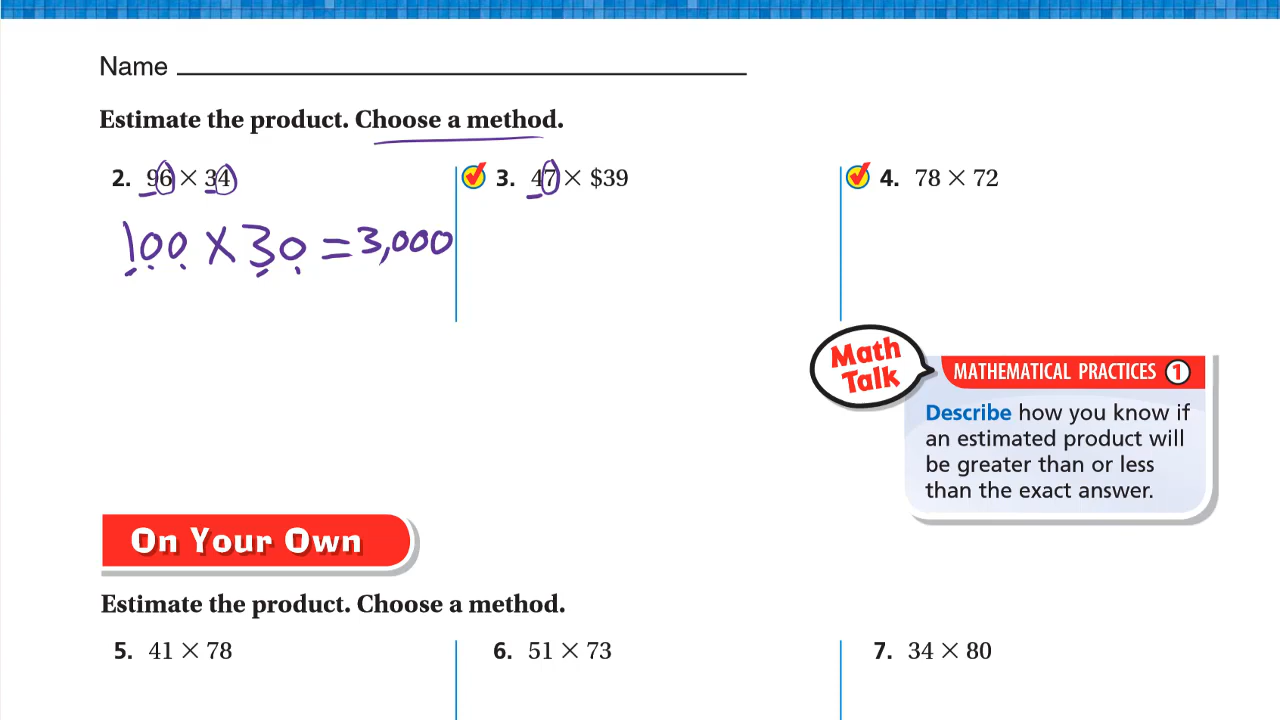 Name
Estimate the product. Choose a method.
2. 96 × 34
3. 47 × $39
4. 78 × 72
100 × 30 = 3,000
Math
Talk
MATHEMATICAL PRACTICES 1
Describe how you know if
an estimated product will
be greater than or less
than the exact answer.
On Your Own
Estimate the product. Choose a method.
5. 41 × 78
6. 51 × 73
7. 34 × 80